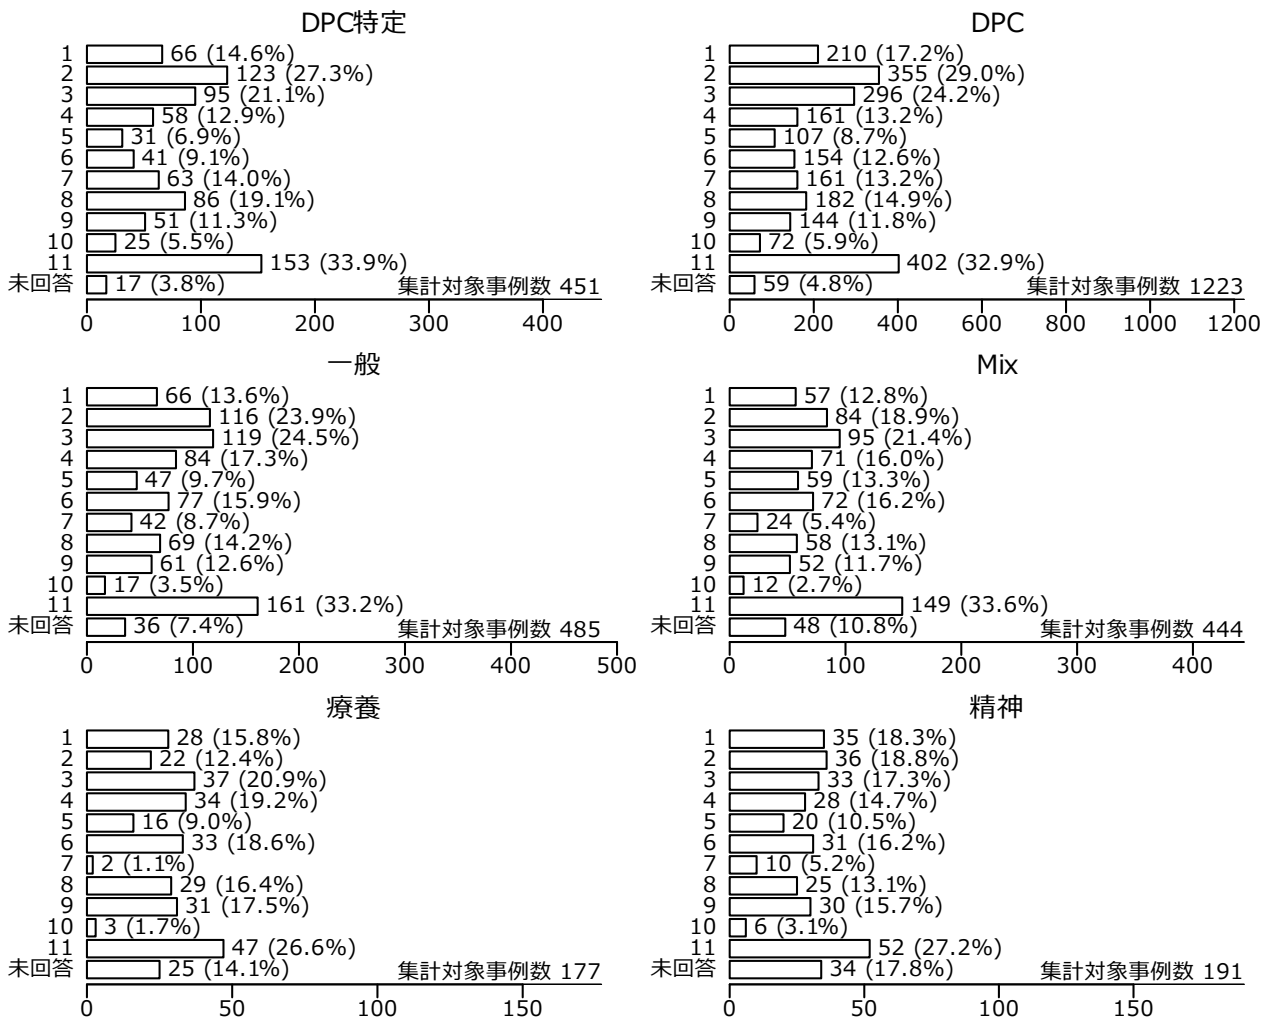 DPC特定
1 66 (14.6%)
2 123 (27.3%)
3 95 (21.1%)
4 58 (12.9%)
5 31 (6.9%)
6 41 (9.1%)
7 63 (14.0%)
8 86 (19.1%)
9 51 (11.3%)
10 25 (5.5%)
11 153 (33.9%)
未回答 17 (3.8%) 集計対象事例数 451
0 100 200 300 400
DPC
1 210 (17.2%)
2 355 (29.0%)
3 296 (24.2%)
4 161 (13.2%)
5 107 (8.7%)
6 154 (12.6%)
7 161 (13.2%)
8 182 (14.9%)
9 144 (11.8%)
10 72 (5.9%)
11 402 (32.9%)
未回答 59 (4.8%) 集計対象事例数 1223
0 200 400 600 800 1000 1200
一般
1 66 (13.6%)
2 116 (23.9%)
3 119 (24.5%)
4 84 (17.3%)
5 47 (9.7%)
6 77 (15.9%)
7 42 (8.7%)
8 69 (14.2%)
9 61 (12.6%)
10 17 (3.5%)
11 161 (33.2%)
未回答 36 (7.4%) 集計対象事例数 485
0 100 200 300 400 500
Mix
1 57 (12.8%)
2 84 (18.9%)
3 95 (21.4%)
4 71 (16.0%)
5 59 (13.3%)
6 72 (16.2%)
7 24 (5.4%)
8 58 (13.1%)
9 52 (11.7%)
10 12 (2.7%)
11 149 (33.6%)
未回答 48 (10.8%) 集計対象事例数 444
0 100 200 300 400
療養
1 28 (15.8%)
2 22 (12.4%)
3 37 (20.9%)
4 34 (19.2%)
5 16 (9.0%)
6 33 (18.6%)
7 2 (1.1%)
8 29 (16.4%)
9 31 (17.5%)
10 3 (1.7%)
11 47 (26.6%)
未回答 25 (14.1%) 集計対象事例数 177
0 50 100 150
精神
1 35 (18.3%)
2 36 (18.8%)
3 33 (17.3%)
4 28 (14.7%)
5 20 (10.5%)
6 31 (16.2%)
7 10 (5.2%)
8 25 (13.1%)
9 30 (15.7%)
10 6 (3.1%)
11 52 (27.2%)
未回答 34 (17.8%) 集計対象事例数 191
0 50 100 150